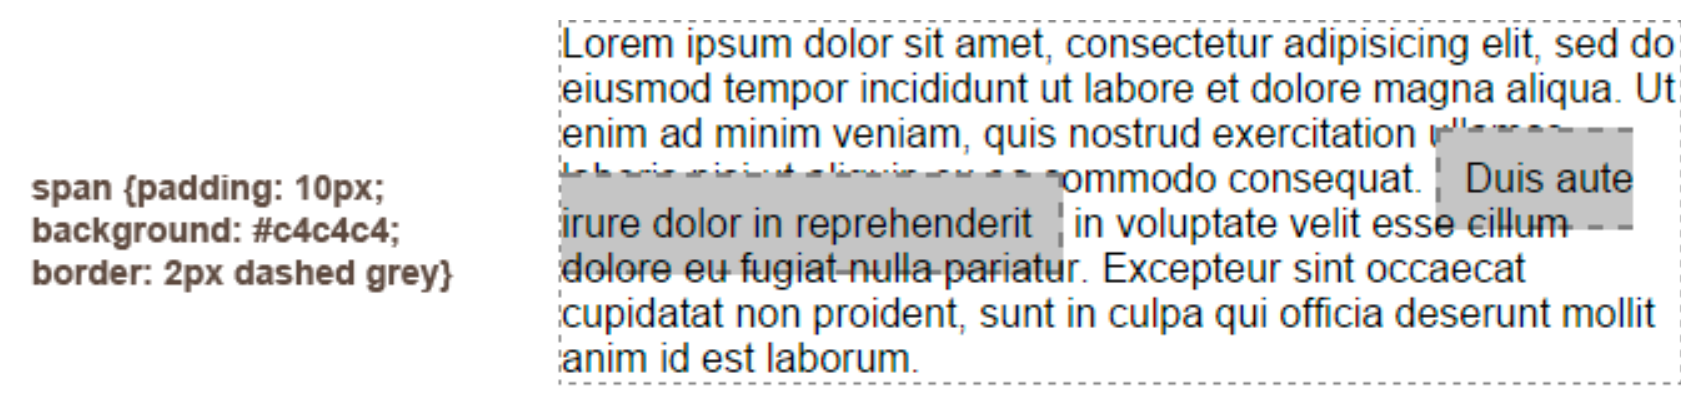 span {padding: 10px;
background: #c4c4c4;
border: 2px dashed grey}
Lorem ipsum dolor sit amet, consectetur adipisicing elit, sed do
eiusmod tempor incididunt ut labore et dolore magna aliqua. Ut
enim ad minim veniam, quis nostrud exercitation
commodo consequat. Duis aute
irure dolor in reprehenderit in voluptate velit esse cillum
dolore eu fugiat nulla pariatur. Excepteur sint occaecat
cupidatat non proident, sunt in culpa qui officia deserunt mollit
anim id est laborum.